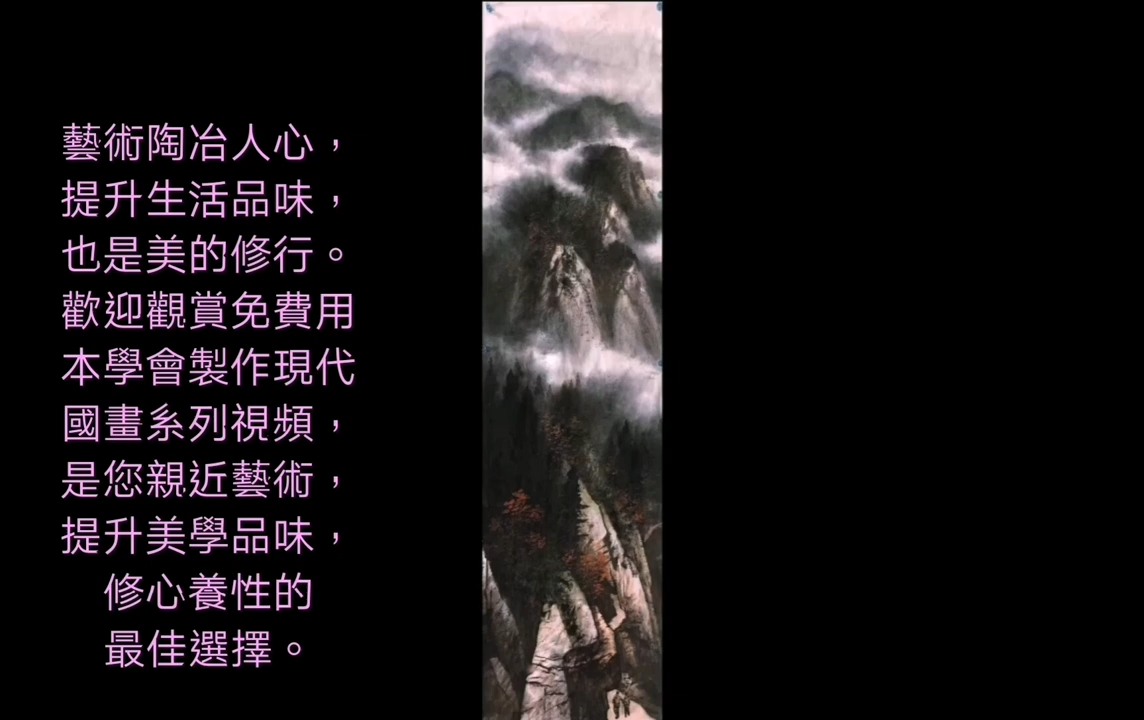 藝術陶冶人心，
提升生活品味，
也是美的修行。
歡迎觀賞免費用
本學會製作現代
國畫糸列視頻，
是您親近藝術，
提升美學品味，
修心養性的
最佳選擇。